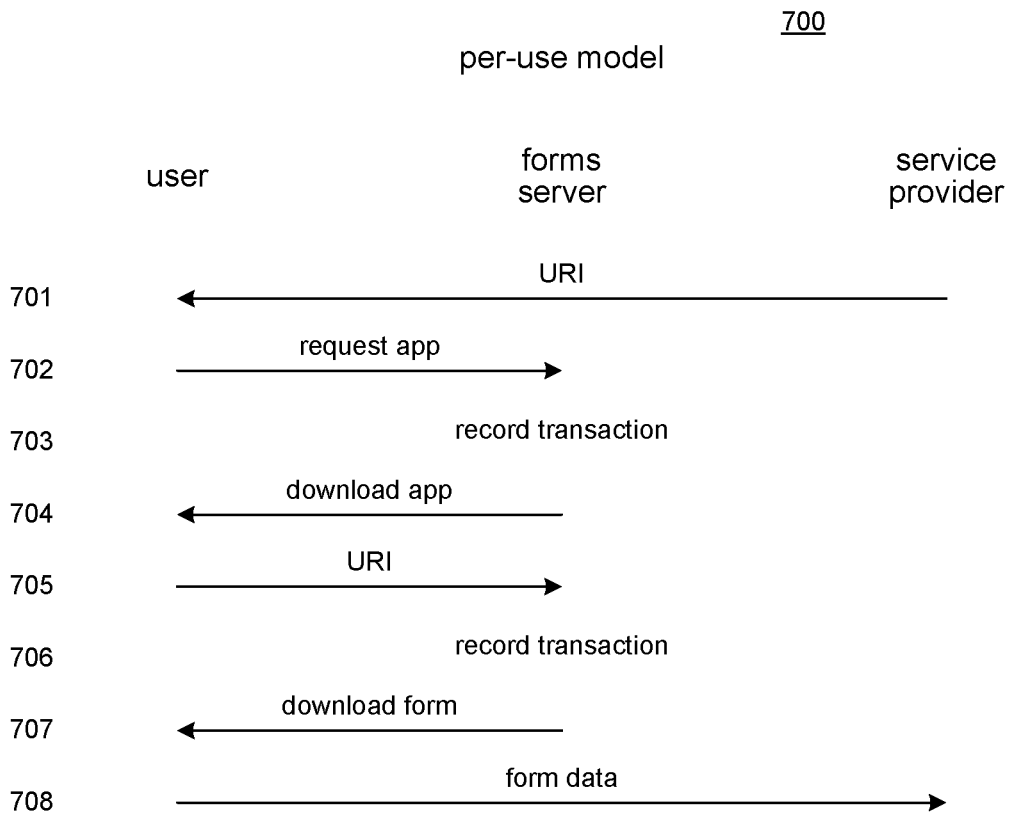 700
per-use model
user
forms
server
service
provider
URI
701
request app
702
record transaction
703
download app
704
URI
705
record transaction
706
download form
707
form data
708